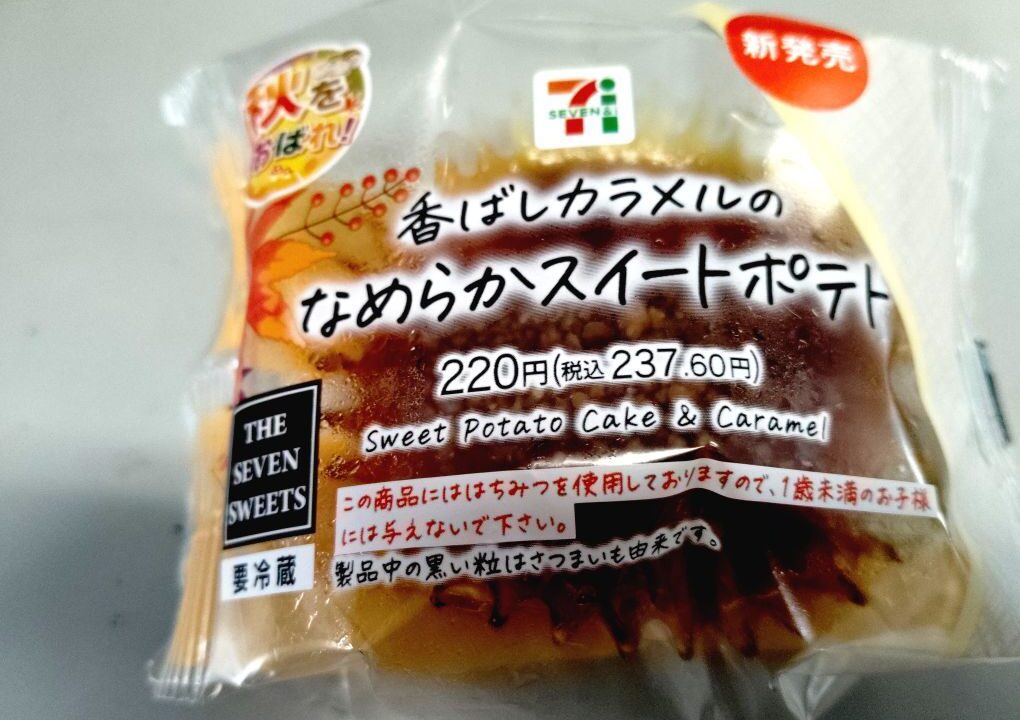 秋を
おばれ!
新発売
SEVEN&i
香ばしカラメルの
なめらかスイートポテト
220円(税込 237.60円)
Sweet Potato Cake & Caramel
THE
SEVEN
SWEETS
この商品にははちみつを使用しておりますので、1歳未満のお子様
には与えないで下さい。
要冷蔵
製品中の黒い粒はさつまいも由来です。